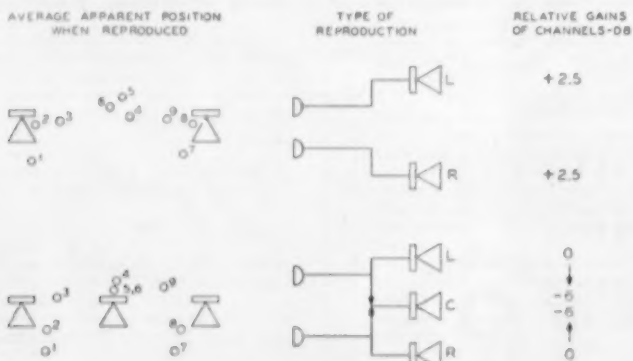 AVERAGE APPARENT POSITION WHEN REPRODUCED
TYPE OF REPRODUCTION
RELATIVE GAINS OF CHANNELS-DB
5
6
4
2
3
9
8
1
7
L
+2.5
R
+2.5
4
5,6
3
9
2
8
1
7
L
0
C
-6
-6
R
0